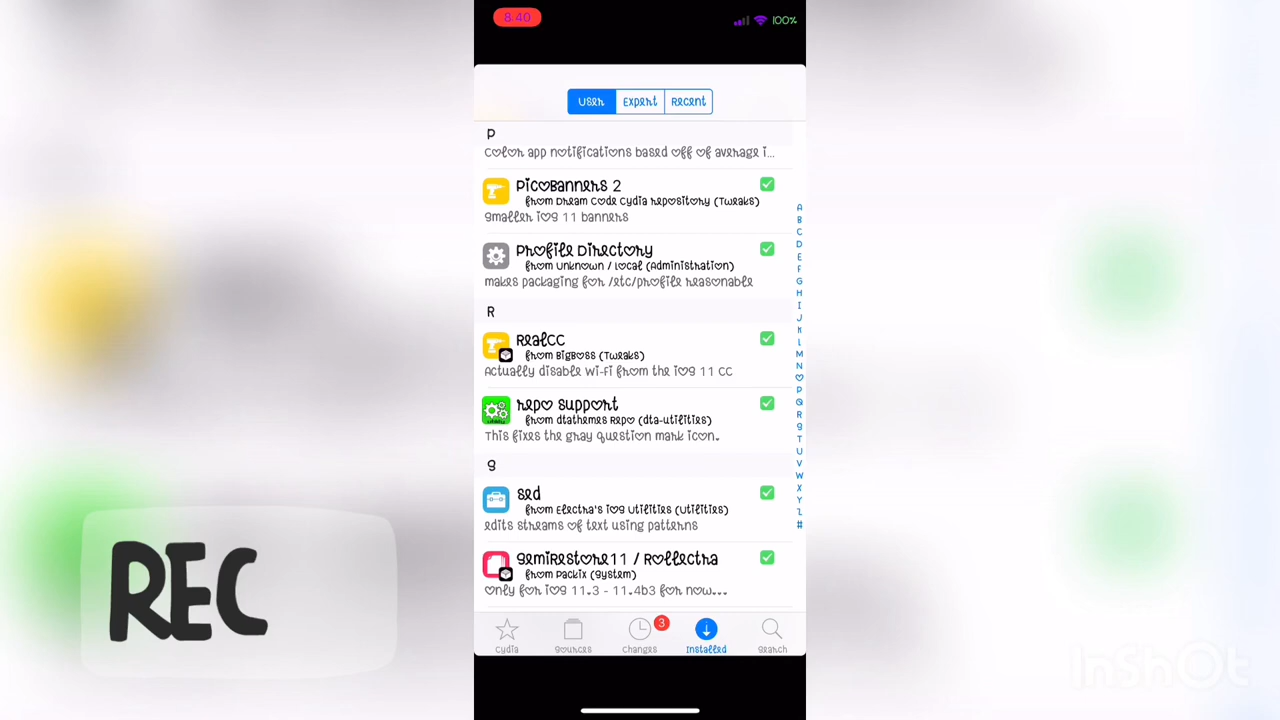 8:40
100%
User Expert Recent
P
Color app notifications based off of average i...
PicoBanners 2
from Dream Code Cydia Repository (Tweaks)
Smaller iOS 11 banners
Profile Directory
from Unknown / Local (Administration)
makes packaging for /etc/profile reasonable
R
RealCC
from BigBoss (Tweaks)
Actually disable Wi-Fi from the iOS 11 CC
repo support
from dtathemes Repo (dta-utilities)
This fixes the gray question mark icon.
S
sed
from Electra's iOS Utilities (Utilities)
edits streams of text using patterns
SemiRestore11 / Rollectra
from Packix (System)
only for iOS 11.3 - 11.4b3 for now...
A
B
C
D
E
F
G
H
I
J
K
L
M
N
O
P
Q
R
S
T
U
V
W
X
Y
Z
#
3
Cydia Sources Changes Installed Search
REC
InShOt